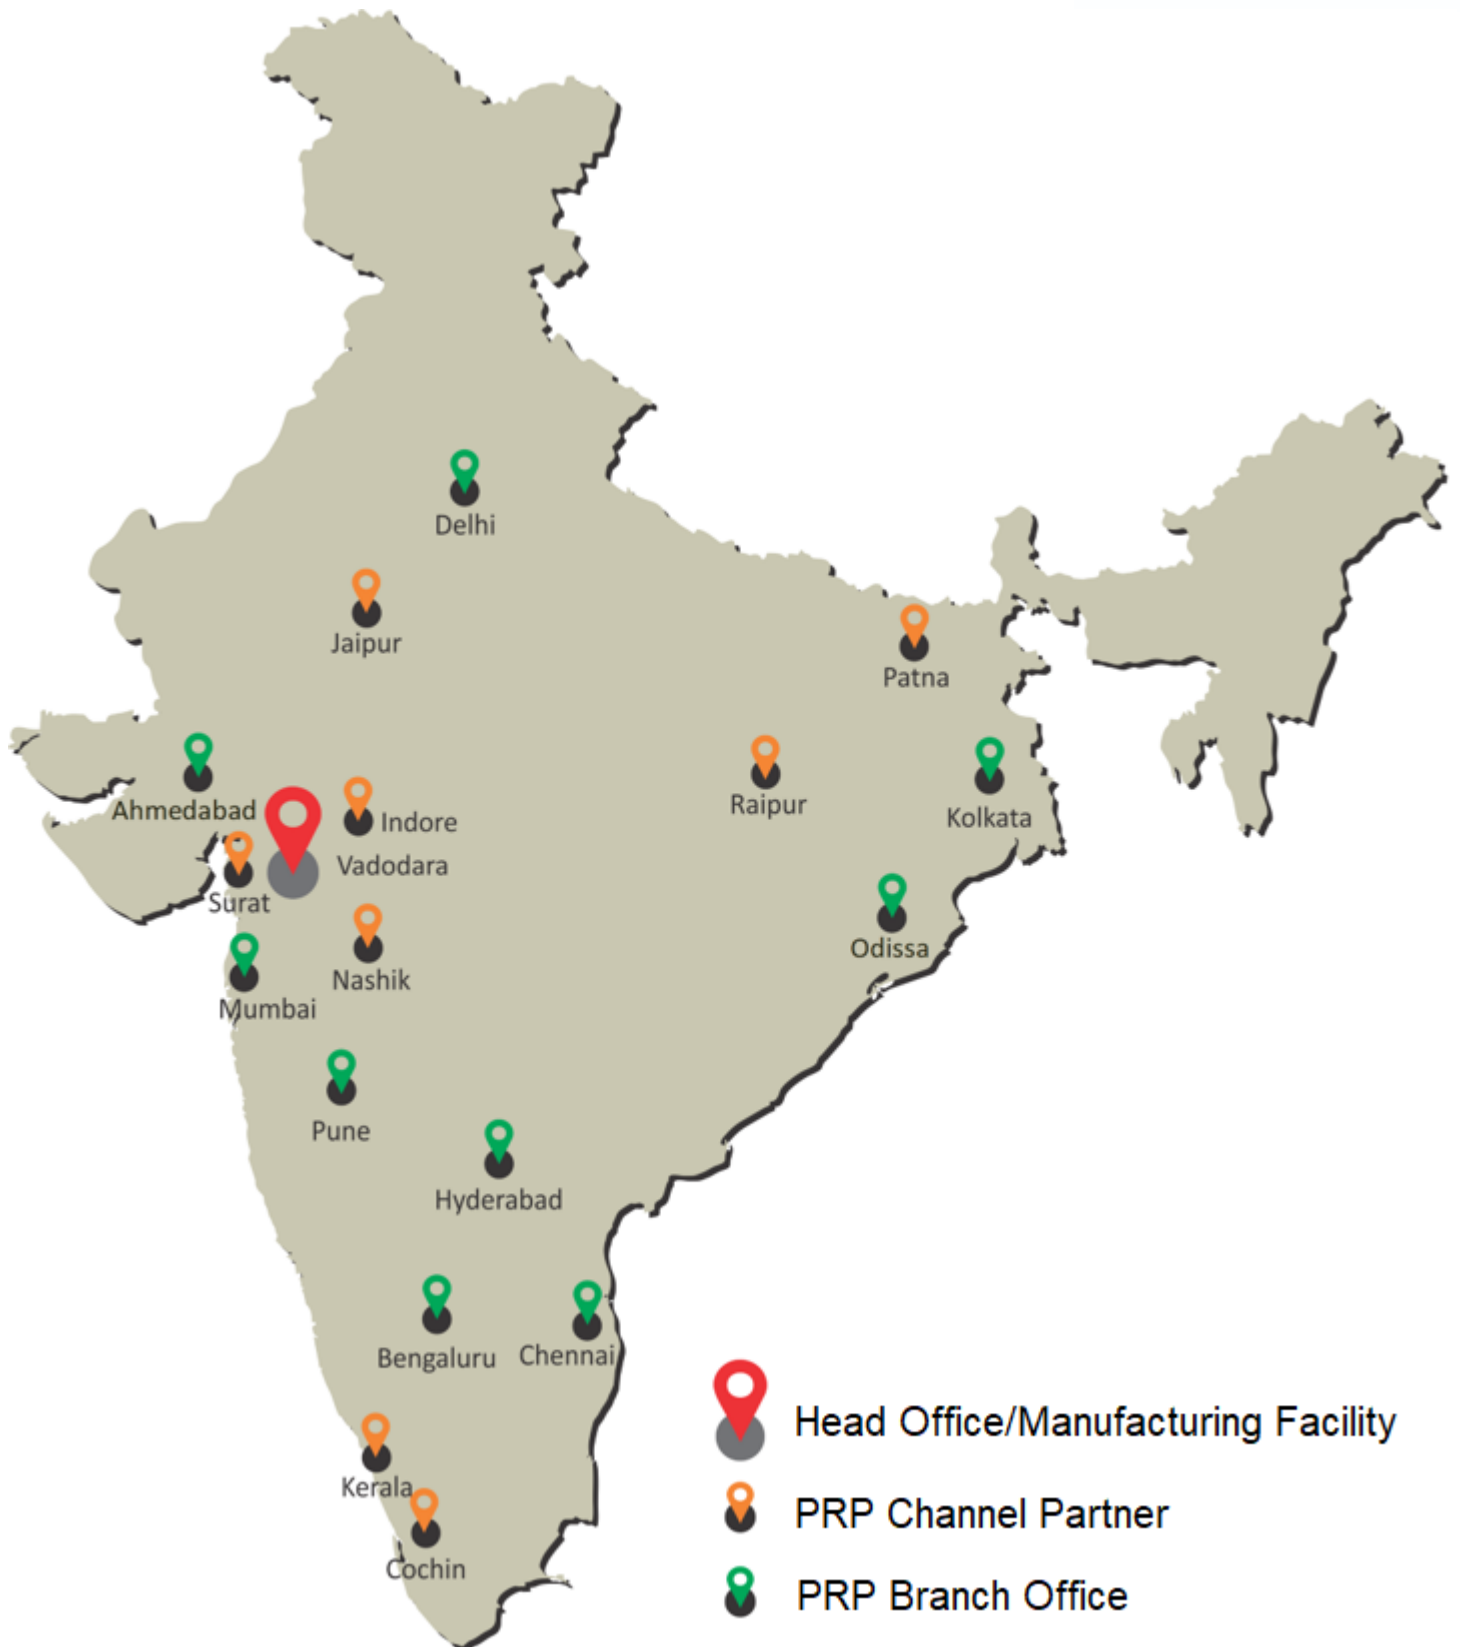 Delhi
Jaipur
Patna
Ahmedabad
Indore
Raipur
Kolkata
Vadodara
Surat
Odissa
Nashik
Mumbai
Pune
Hyderabad
Bengaluru
Chennai
Head Office/Manufacturing Facility
Kerala
PRP Channel Partner
Cochin
PRP Branch Office